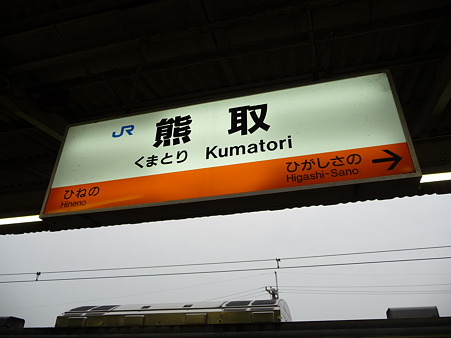 JR 熊取
くまとり Kumatori
ひねの
Hineno
ひがしさの →
Higashi-Sano